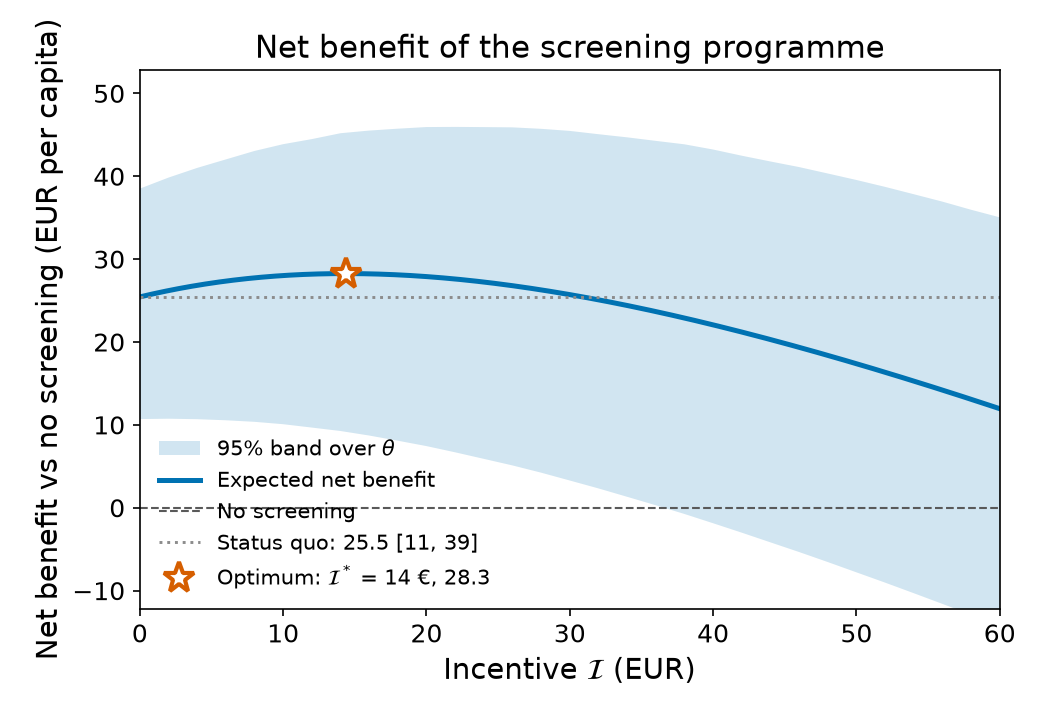 Net benefit of the screening programme
Net benefit vs no screening (EUR per capita)
50
40
30
20
10
0
−10
95% band over θ
Expected net benefit
No screening
Status quo: 25.5 [11, 39]
Optimum: ℐ* = 14 €, 28.3
0 10 20 30 40 50 60
Incentive ℐ (EUR)